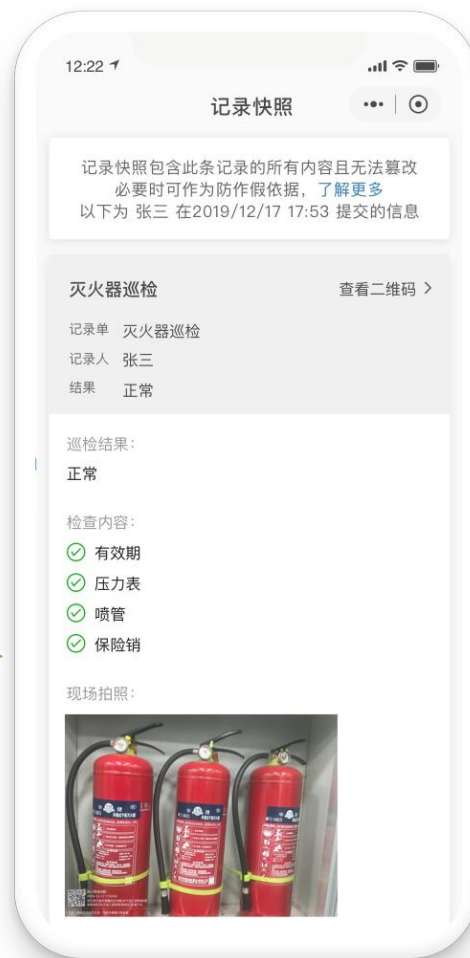 12:22
记录快照
记录快照包含此条记录的所有内容且无法篡改
必要时可作为防作假依据，了解更多
以下为 张三 在2019/12/17 17:53 提交的信息
灭火器巡检
查看二维码
记录单 灭火器巡检
记录人 张三
结果 正常
巡检结果：
正常
检查内容：
有效期
压力表
喷管
保险销
现场拍照：